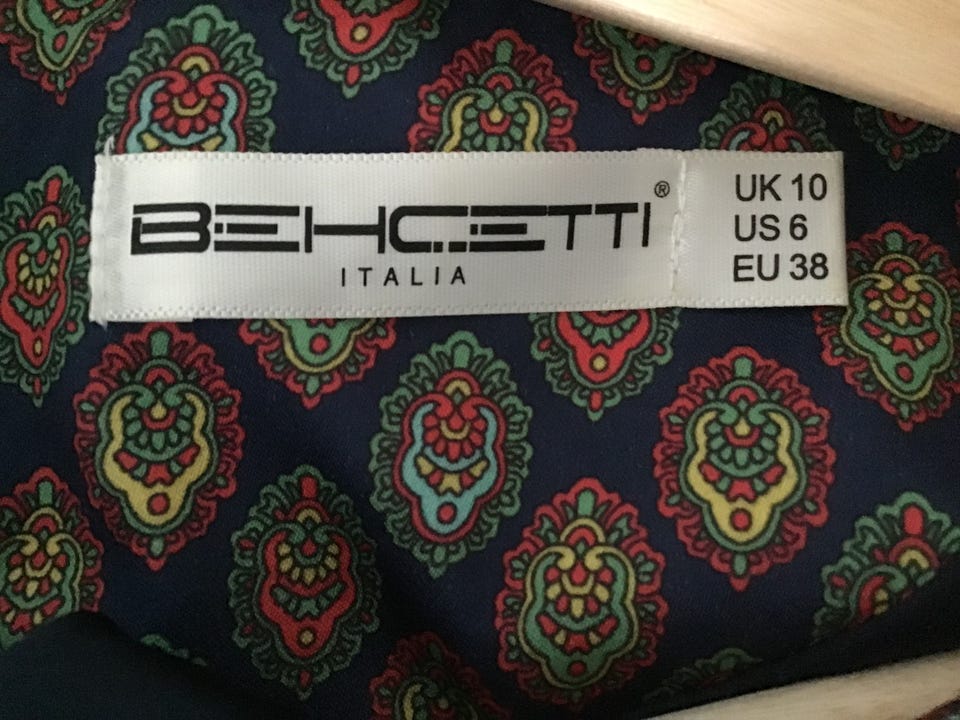 BEHCETTI®
ITALIA
UK 10
US 6
EU 38